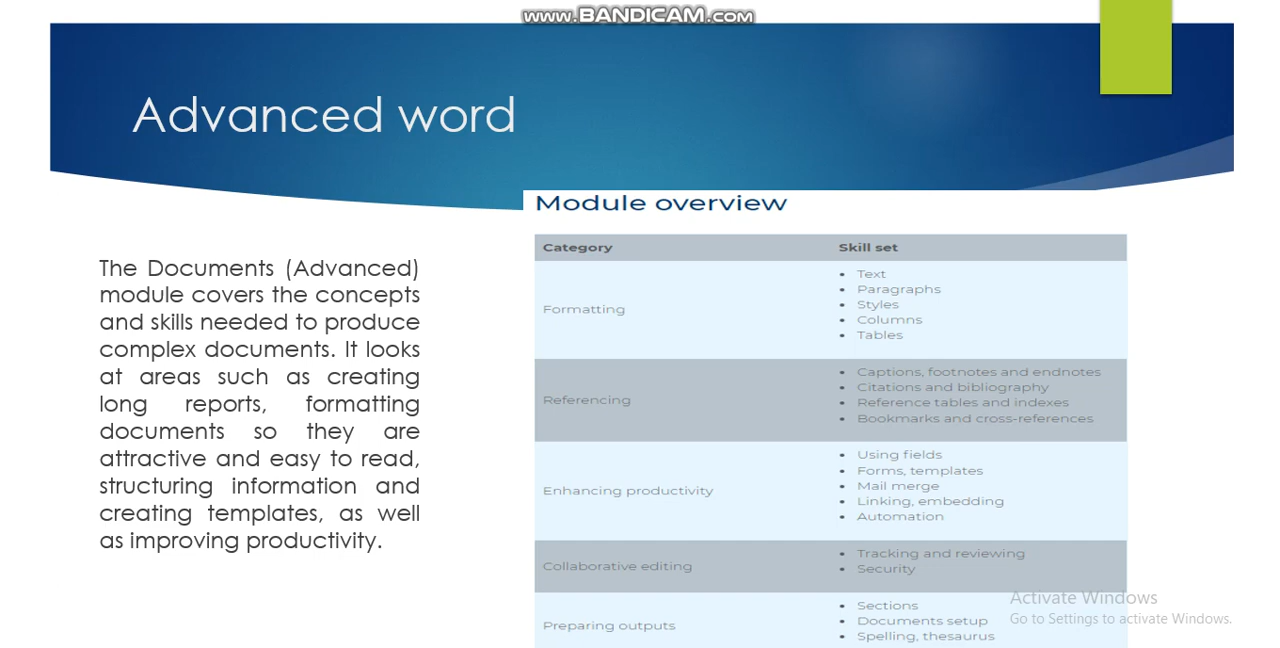 www.BANDICAM.com
Advanced word
Module overview
The Documents (Advanced)
module covers the concepts
and skills needed to produce
complex documents. It looks
at areas such as creating
long reports, formatting
documents so they are
attractive and easy to read,
structuring information and
creating templates, as well
as improving productivity.
Category Skill set
Formatting
• Text
• Paragraphs
• Styles
• Columns
• Tables
Referencing
• Captions, footnotes and endnotes
• Citations and bibliography
• Reference tables and indexes
• Bookmarks and cross-references
Enhancing productivity
• Using fields
• Forms, templates
• Mail merge
• Linking, embedding
• Automation
Collaborative editing
• Tracking and reviewing
• Security
Preparing outputs
• Sections
• Documents setup
• Spelling, thesaurus
Activate Windows
Go to Settings to activate Windows.